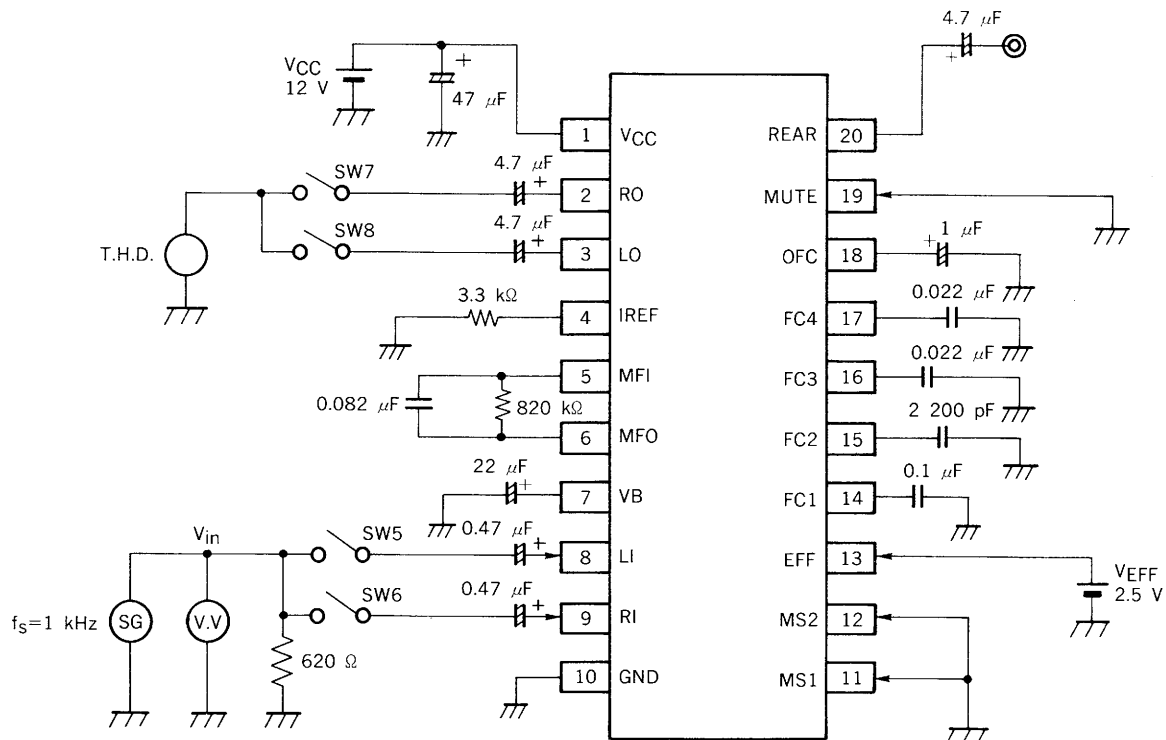 4.7 μF
+
VCC
12 V
+
47 μF
1
VCC
REAR
20
4.7 μF
+
SW7
2
RO
MUTE
19
4.7 μF
+
SW8
T.H.D.
3
LO
OFC
18
+
1 μF
3.3 kΩ
4
IREF
FC4
17
0.022 μF
5
MFI
FC3
16
0.022 μF
0.082 μF
820 kΩ
6
MFO
FC2
15
2 200 pF
22 μF
+
7
VB
FC1
14
0.1 μF
Vin
SW5
0.47 μF
+
8
LI
EFF
13
VEFF
2.5 V
fS=1 kHz
SG
V.V
SW6
0.47 μF
+
9
RI
MS2
12
620 Ω
10
GND
MS1
11